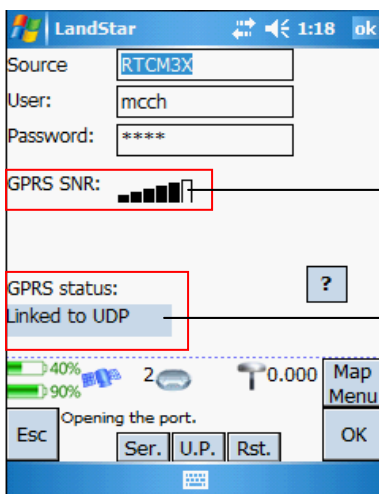 LandStar 1:18 ok
Source RTCM3X
User: mcch
Password: ****
GPRS SNR:
GPRS status: ?
Linked to UDP
40% 2 0.000 Map Menu
90%
Opening the port.
Esc Ser. U.P. Rst. OK